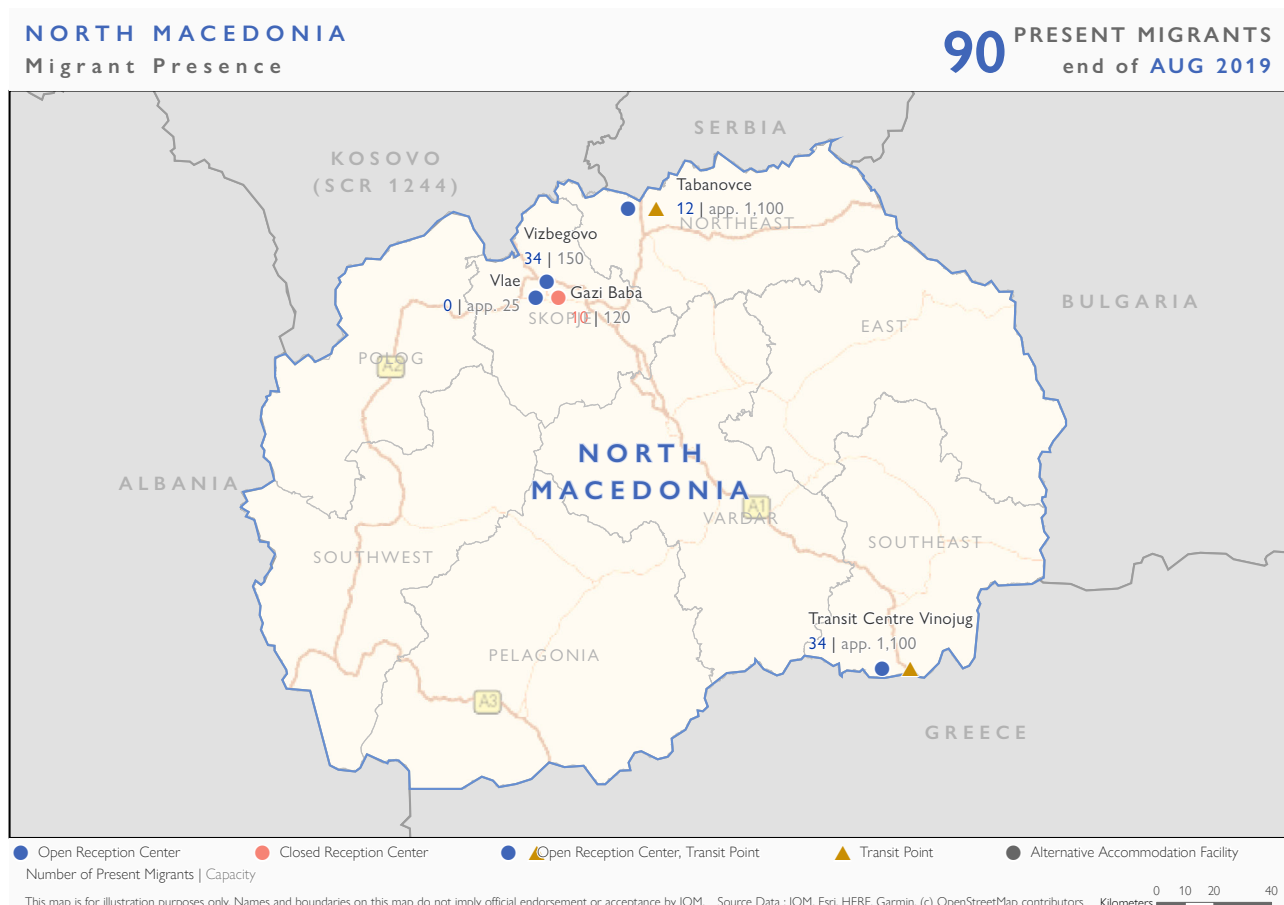 NORTH MACEDONIA
Migrant Presence
90
PRESENT MIGRANTS
end of AUG 2019
SERBIA
KOSOVO
(SCR 1244)
Tabanovce
12 | app. 1,100
NORTHEAST
Vizbegovo
34 | 150
Vlae
0 | app. 25
Gazi Baba
10 | 120
SKOPJE
BULGARIA
EAST
POLOG
A2
NORTH
MACEDONIA
ALBANIA
A1
VARDAR
SOUTHEAST
SOUTHWEST
Transit Centre Vinojug
34 | app. 1,100
PELAGONIA
A3
GREECE
Open Reception Center
Closed Reception Center
Open Reception Center, Transit Point
Transit Point
Alternative Accommodation Facility
Number of Present Migrants | Capacity
0 10 20 40
Kilometers
This map is for illustration purposes only. Names and boundaries on this map do not imply official endorsement or acceptance by IOM. Source Data : IOM, Esri, HERE, Garmin, (c) OpenStreetMap contributors